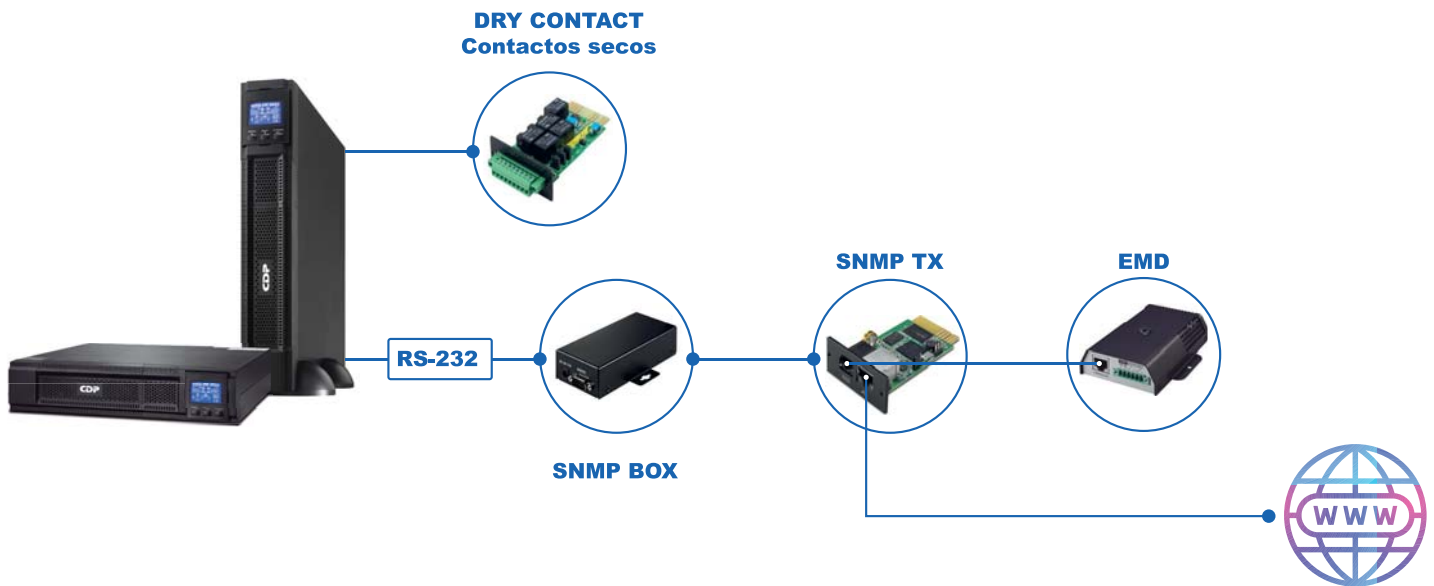 DRY CONTACT
Contactos secos
CDP
CDP
RS-232
SNMP BOX
SNMP TX
EMD
WWW